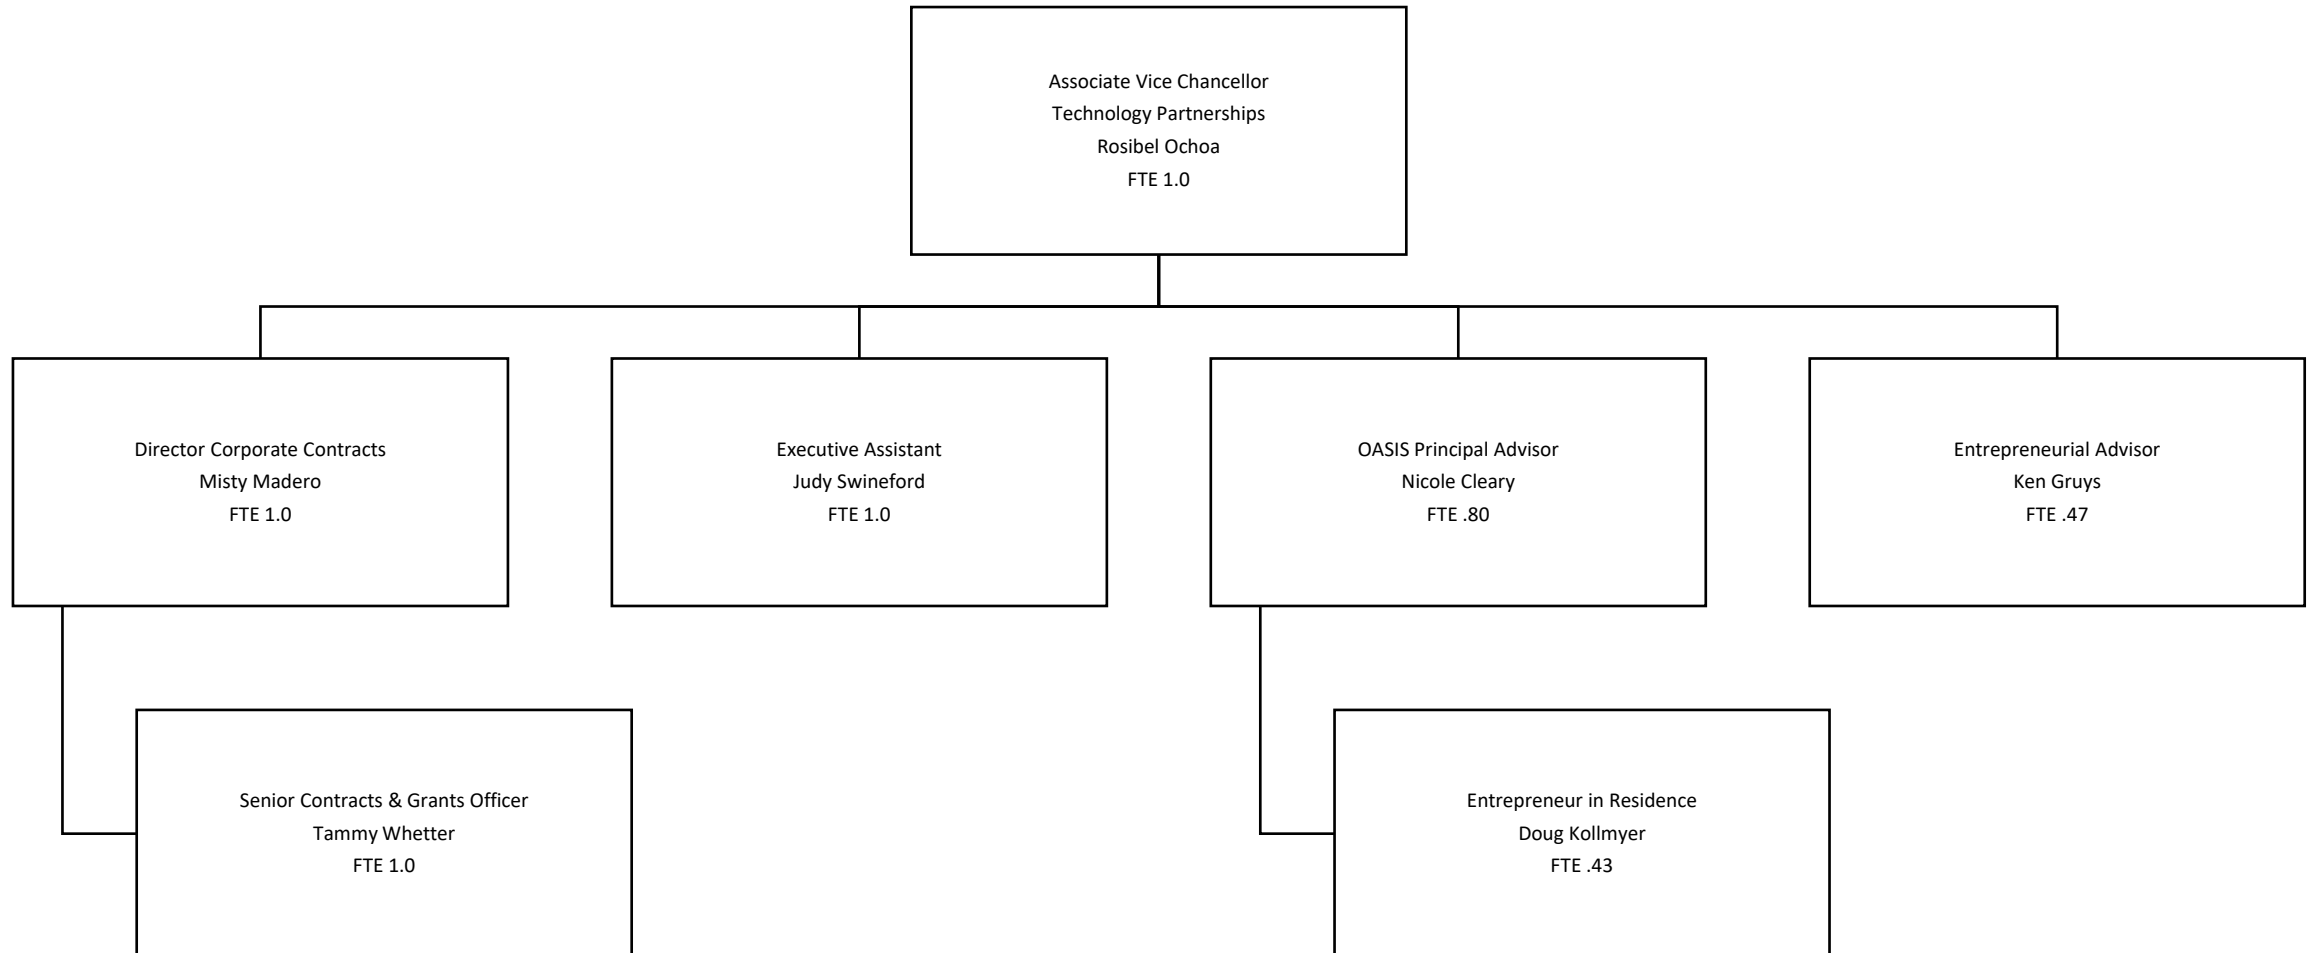 Associate Vice Chancellor
Technology Partnerships
Rosibel Ochoa
FTE 1.0
Director Corporate Contracts
Misty Madero
FTE 1.0
Executive Assistant
Judy Swineford
FTE 1.0
OASIS Principal Advisor
Nicole Cleary
FTE .80
Entrepreneurial Advisor
Ken Gruys
FTE .47
Senior Contracts & Grants Officer
Tammy Whetter
FTE 1.0
Entrepreneur in Residence
Doug Kollmyer
FTE .43